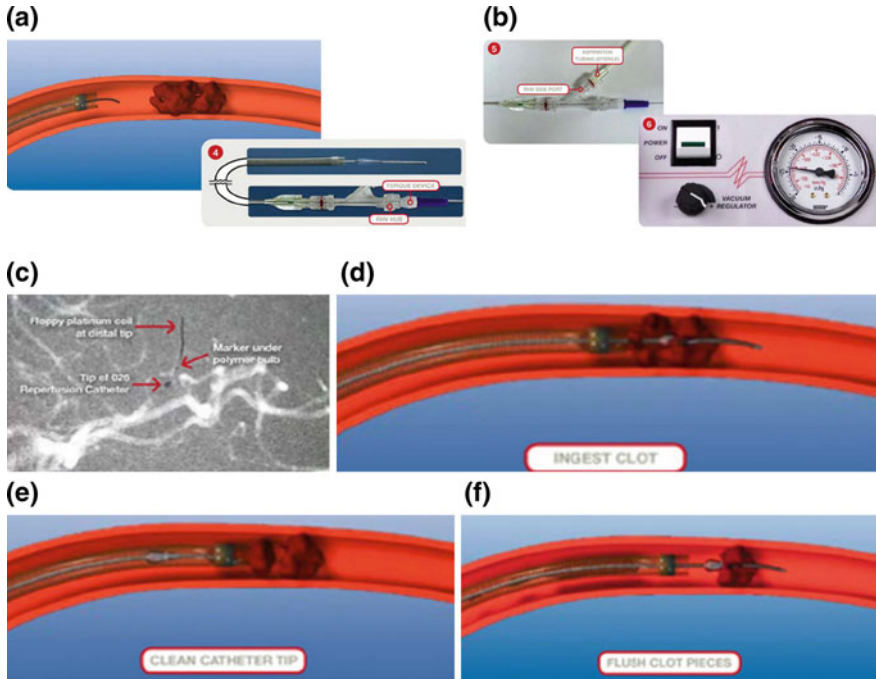 (a)
4
TORQUE DEVICE
RHV HUB
(b)
5
ASPIRATION
TUBING (STERILE)
RHV SIDE PORT
6
ON
POWER
OFF
VACUUM
REGULATOR
(c)
Floppy platinum coil
at distal tip
Marker under
polymer bulb
Tip of 026
Reperfusion Catheter
(d)
INGEST CLOT
(e)
CLEAN CATHETER TIP
(f)
FLUSH CLOT PIECES